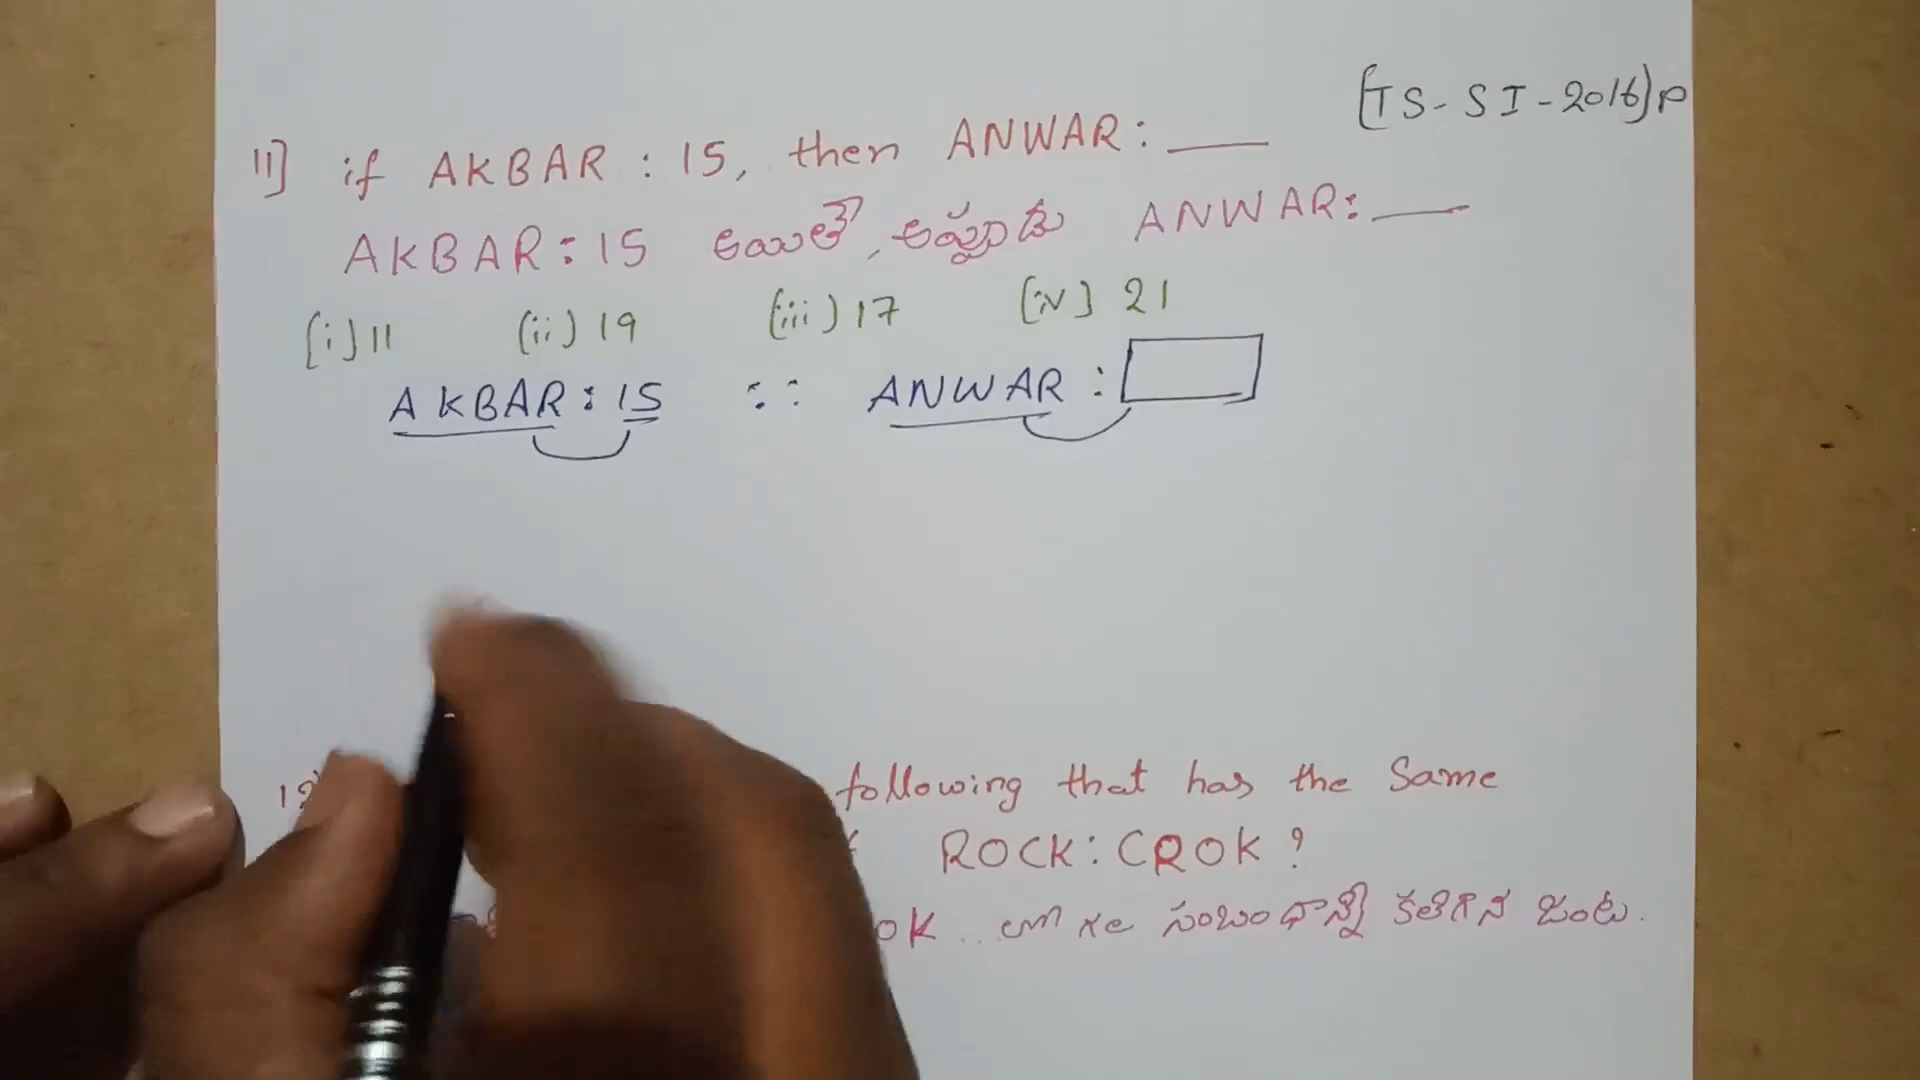 [TS-SI-2016)P
11] if AKBAR : 15, then ANWAR: ___
AKBAR:15 అయితే, అప్పుడు ANWAR: ___
[i] 11 (ii) 19 (iii) 17 [iv] 21
AKBAR:15 :: ANWAR:
following that has the Same
ROCK: CROK ?
OK .. సంబంధాన్ని కలిగిన జంట.